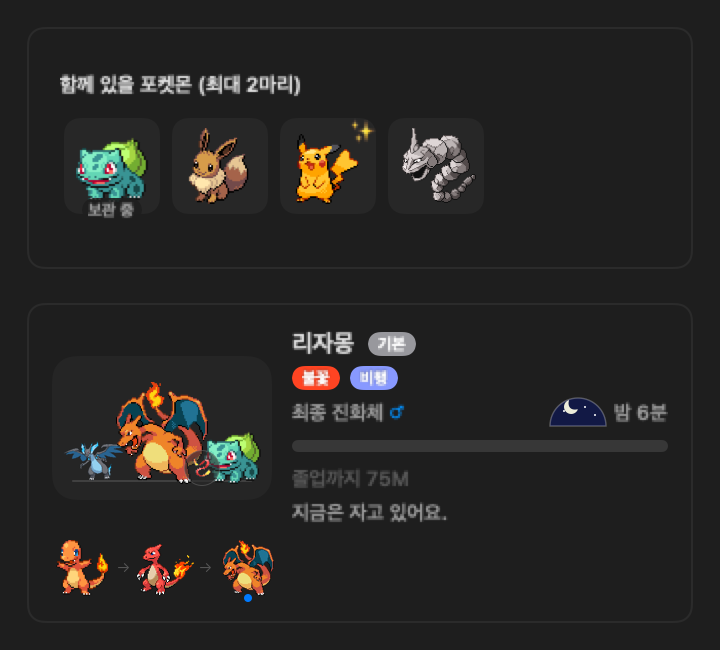 함께 있을 포켓몬 (최대 2마리)
보관 중
리자몽 기본
불꽃 비행
최종 진화체 ♂ 밤 6분
졸업까지 75M
지금은 자고 있어요.